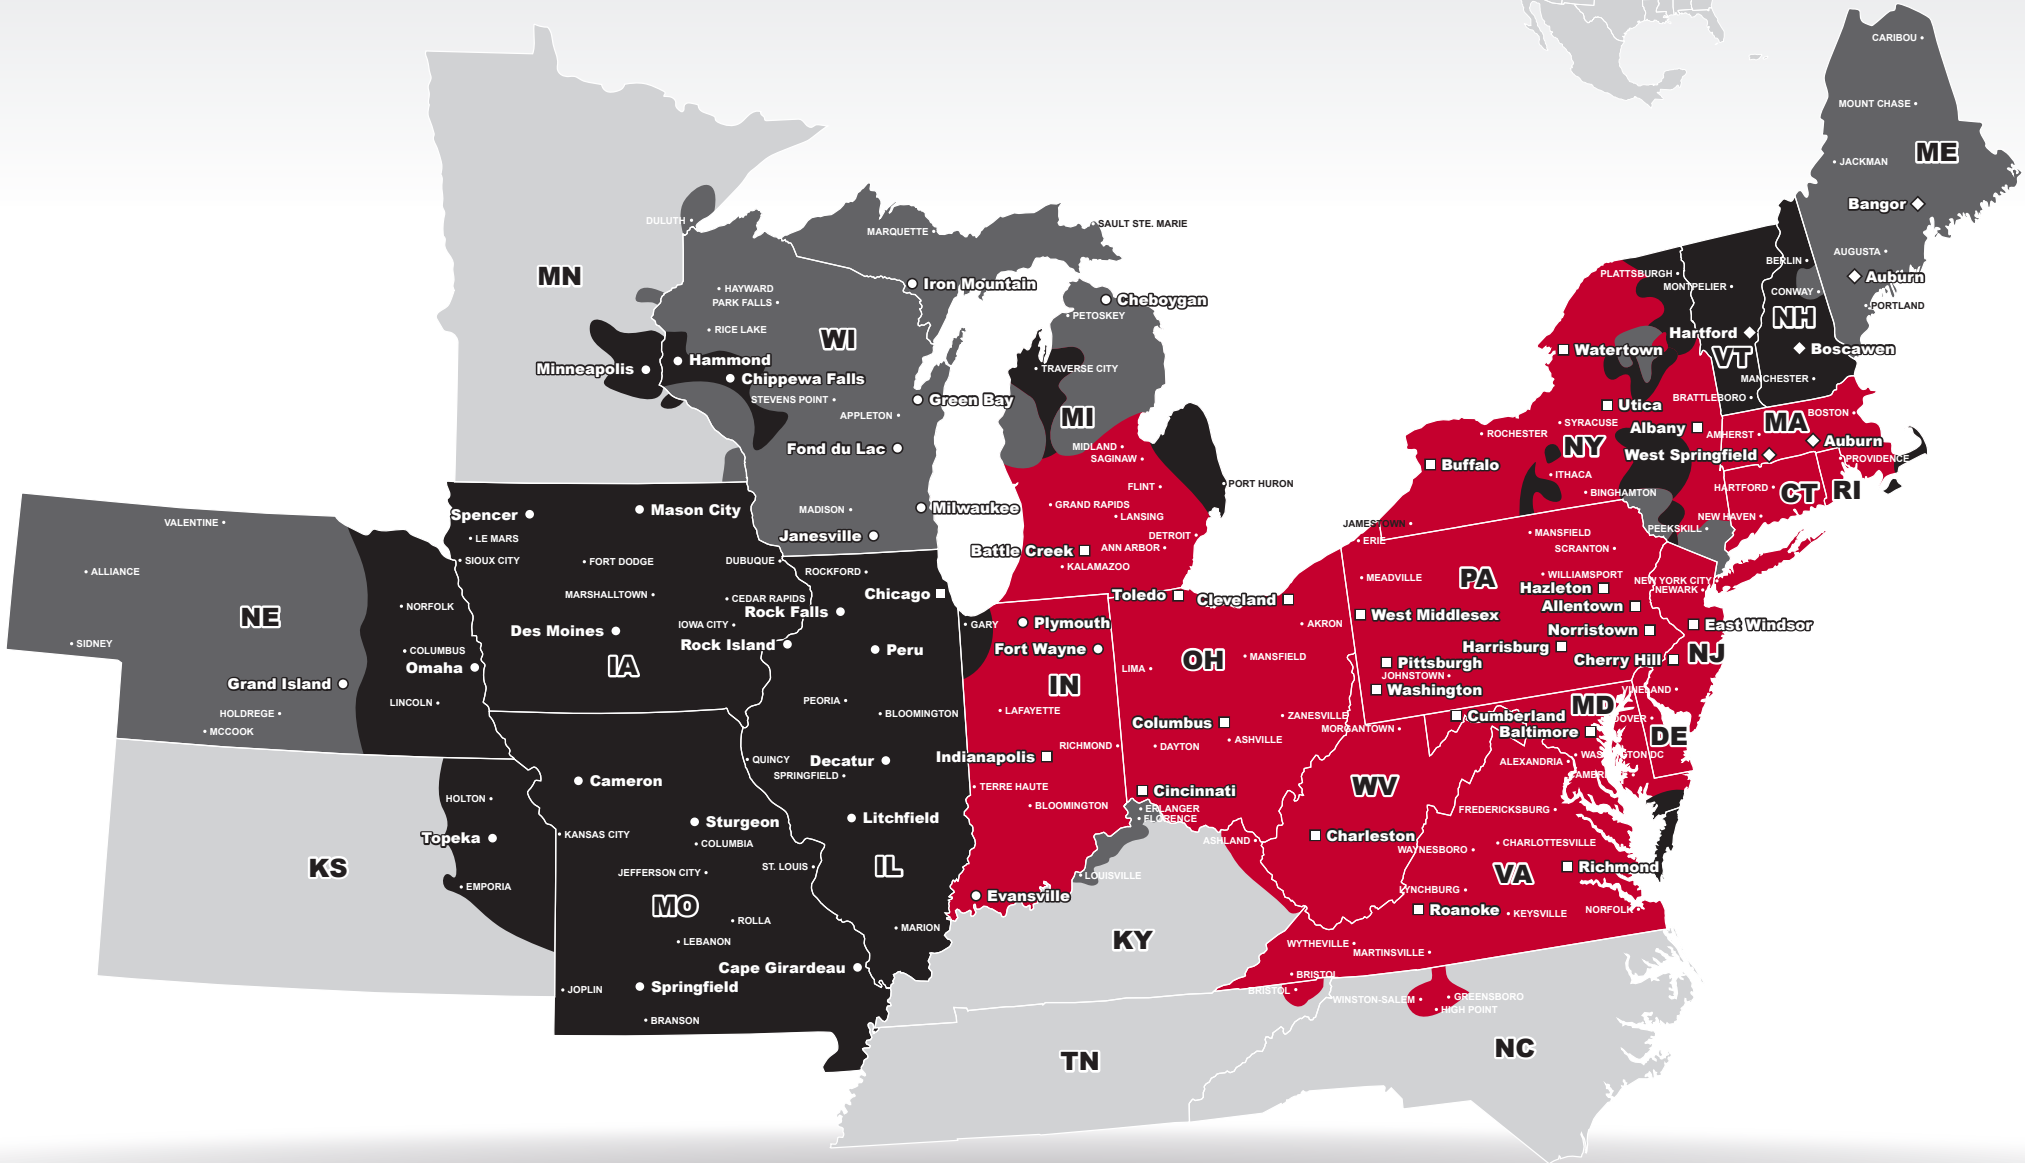 CARIBOU
MOUNT CHASE
ME
JACKMAN
Bangor
AUGUSTA
Auburn
PORTLAND
BERLIN
CONWAY
NH
Boscawen
MANCHESTER
PLATTSBURGH
MONTPELIER
Hartford
VT
BRATTLEBORO
Watertown
Utica
SYRACUSE
ROCHESTER
Albany
NY
Buffalo
ITHACA
BINGHAMTON
JAMESTOWN
PEEKSKILL
NEW YORK CITY
MA
BOSTON
AMHERST
Auburn
West Springfield
PROVIDENCE
HARTFORD
CT
RI
NEW HAVEN
ERIE
MANSFIELD
SCRANTON
MEADVILLE
PA
WILLIAMSPORT
Hazleton
Allentown
West Middlesex
Norristown
Harrisburg
Pittsburgh
JOHNSTOWN
Washington
NEWARK
East Windsor
Cherry Hill
NJ
VINELAND
MD
Cumberland
Baltimore
DOVER
DE
WASHINGTON DC
CAMBRIDGE
MORGANTOWN
WV
Charleston
ALEXANDRIA
FREDERICKSBURG
CHARLOTTESVILLE
WAYNESBORO
VA
Richmond
LYNCHBURG
Roanoke
KEYSVILLE
NORFOLK
WYTHEVILLE
MARTINSVILLE
BRISTOL
BRISTOL
WINSTON-SALEM
GREENSBORO
HIGH POINT
NC
TN
KY
ASHLAND
LOUISVILLE
ERLANGER
FLORENCE
Toledo
Cleveland
AKRON
LIMA
OH
MANSFIELD
Columbus
ZANESVILLE
DAYTON
ASHVILLE
Cincinnati
GARY
Plymouth
Fort Wayne
IN
LAFAYETTE
RICHMOND
Indianapolis
TERRE HAUTE
BLOOMINGTON
Evansville
SAULT STE. MARIE
MARQUETTE
Iron Mountain
Cheboygan
PETOSKEY
TRAVERSE CITY
MI
MIDLAND
SAGINAW
FLINT
PORT HURON
GRAND RAPIDS
LANSING
DETROIT
Battle Creek
ANN ARBOR
KALAMAZOO
DULUTH
MN
Minneapolis
HAYWARD
PARK FALLS
RICE LAKE
WI
Hammond
Chippewa Falls
STEVENS POINT
Green Bay
APPLETON
Fond du Lac
MADISON
Milwaukee
Janesville
Spencer
Mason City
LE MARS
SIOUX CITY
FORT DODGE
DUBUQUE
MARSHALLTOWN
CEDAR RAPIDS
Des Moines
IOWA CITY
IA
ROCKFORD
Chicago
Rock Falls
Rock Island
Peru
PEORIA
BLOOMINGTON
QUINCY
Decatur
SPRINGFIELD
Litchfield
IL
MARION
VALENTINE
ALLIANCE
NE
NORFOLK
SIDNEY
COLUMBUS
Omaha
Grand Island
LINCOLN
HOLDREGE
MCCOOK
HOLTON
Topeka
KS
EMPORIA
Cameron
Sturgeon
KANSAS CITY
COLUMBIA
ST. LOUIS
JEFFERSON CITY
MO
ROLLA
LEBANON
Cape Girardeau
Springfield
JOPLIN
BRANSON